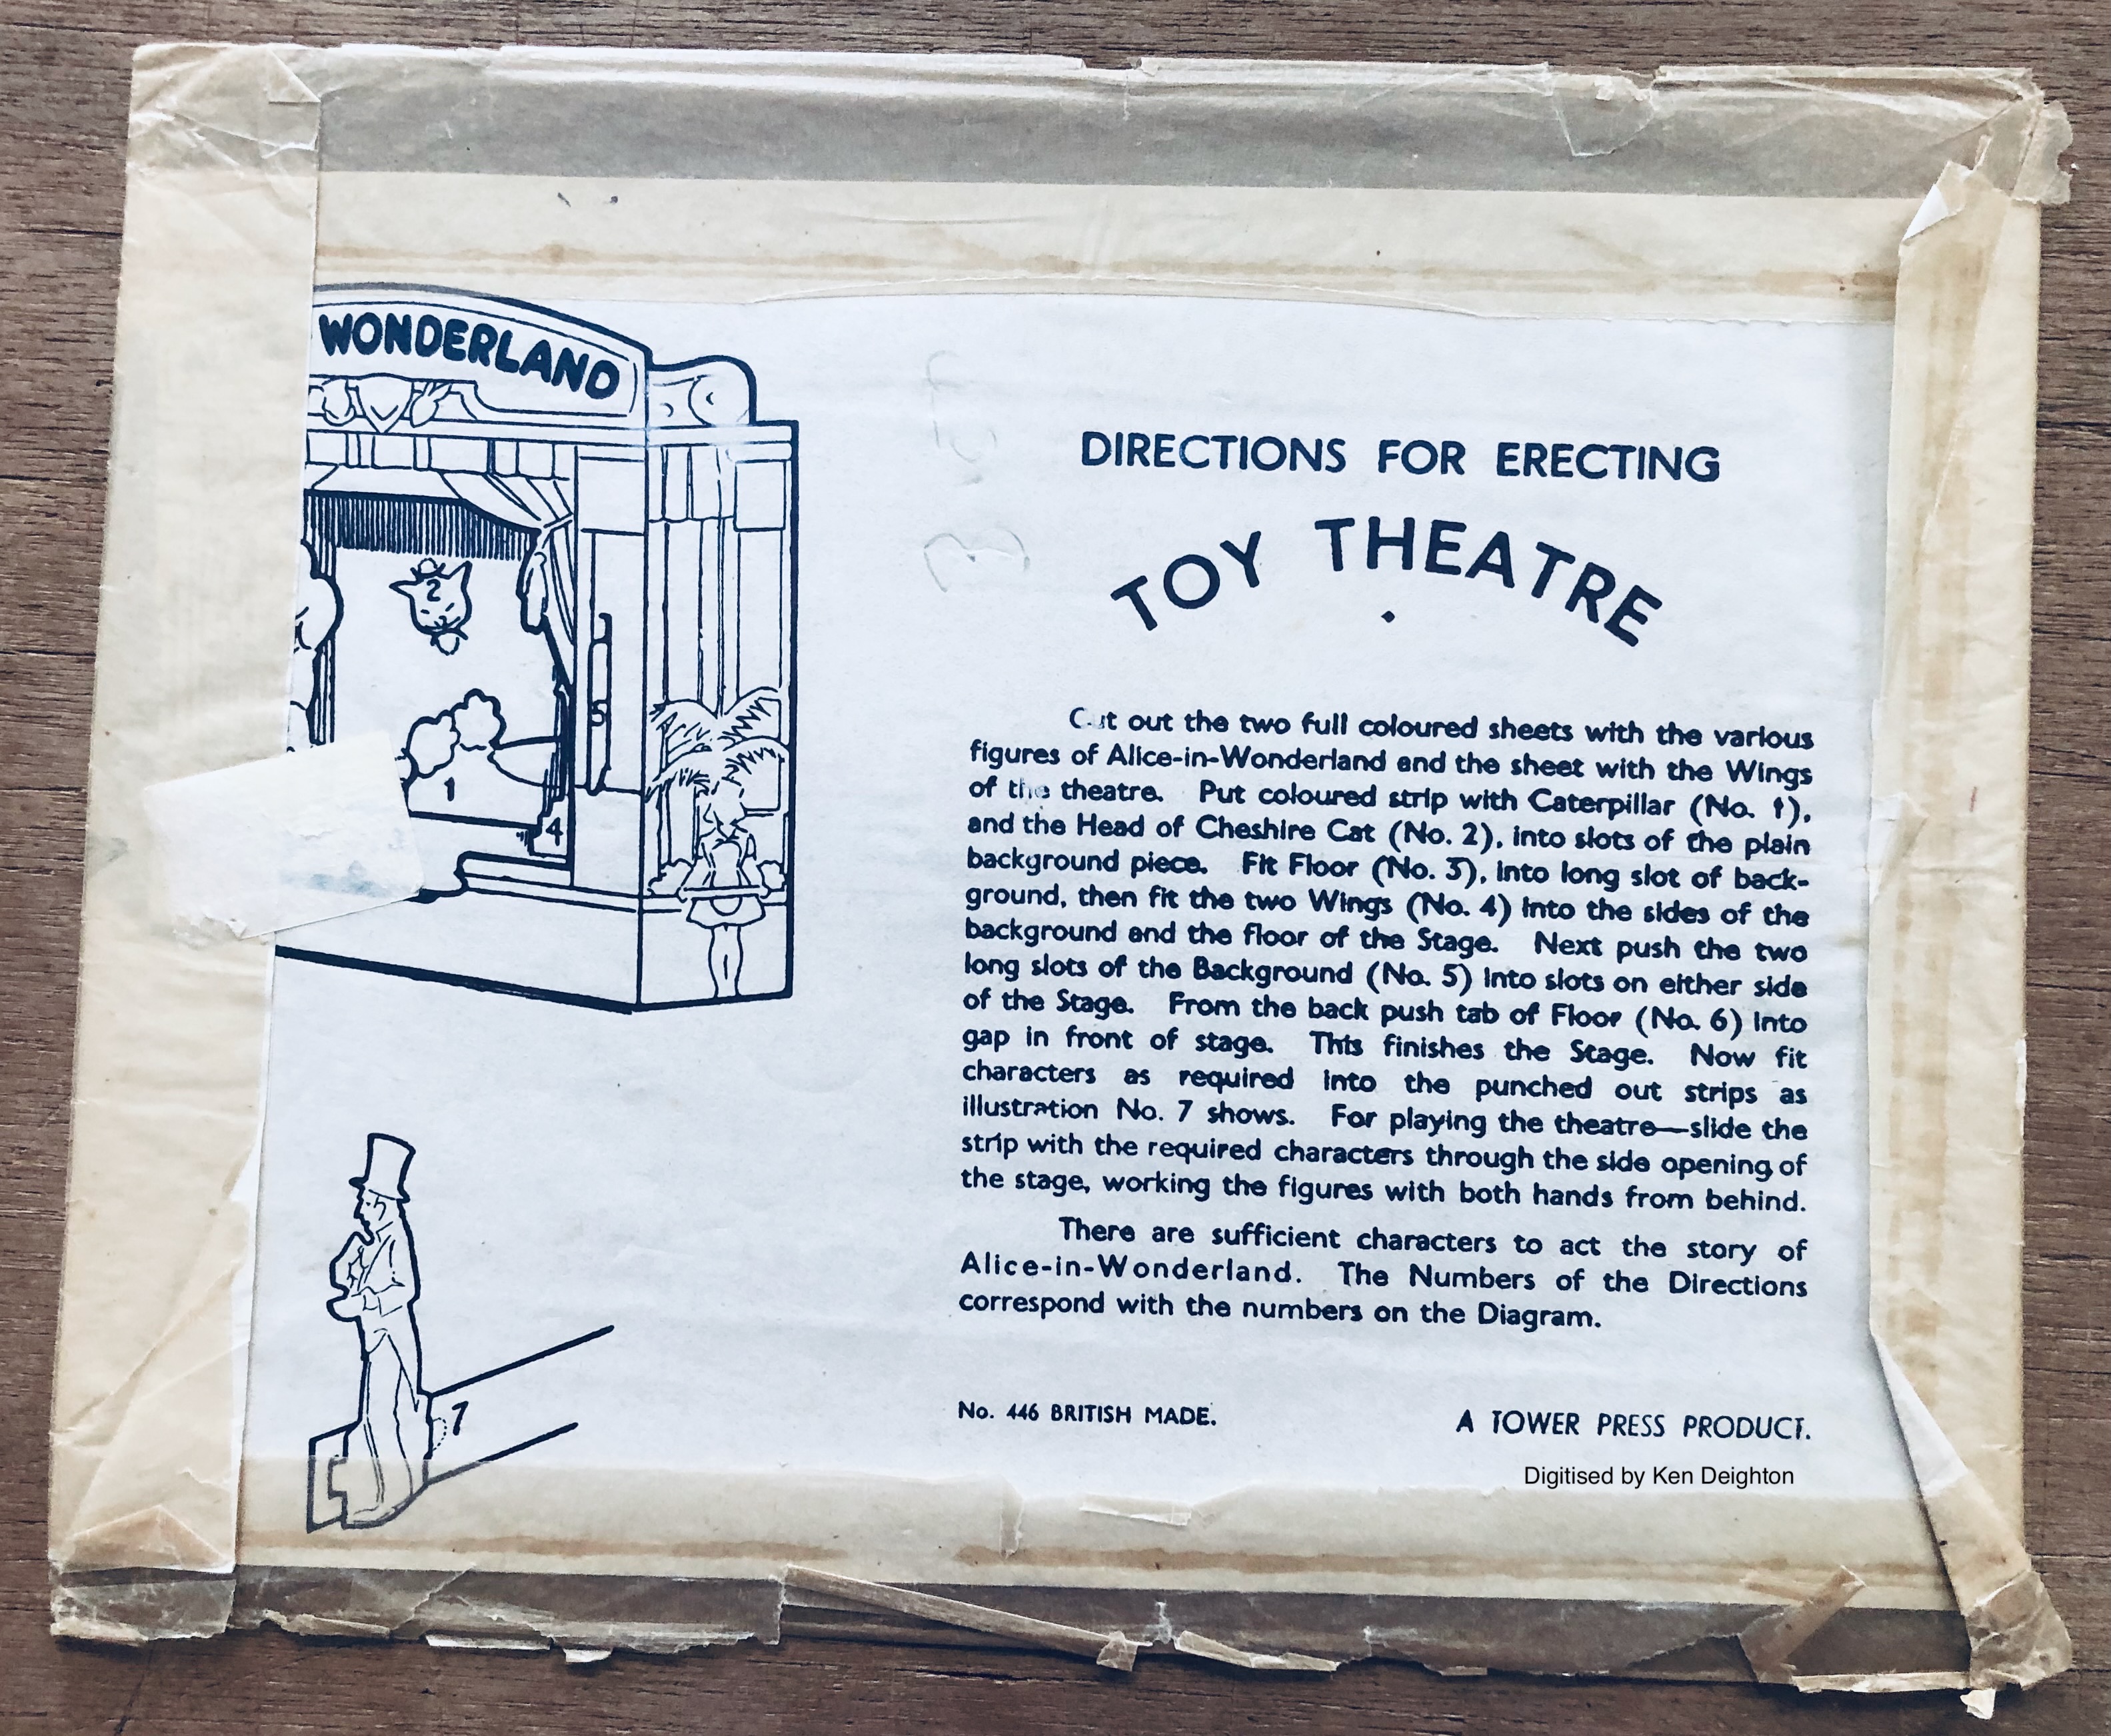 WONDERLAND
2
5
1
4
7
DIRECTIONS FOR ERECTING
TOY THEATRE
Cut out the two full coloured sheets with the various
figures of Alice-in-Wonderland and the sheet with the Wings
of the theatre. Put coloured strip with Caterpillar (No. 1),
and the Head of Cheshire Cat (No. 2), into slots of the plain
background piece. Fit Floor (No. 3), into long slot of back-
ground, then fit the two Wings (No. 4) into the sides of the
background and the floor of the Stage. Next push the two
long slots of the Background (No. 5) into slots on either side
of the Stage. From the back push tab of Floor (No. 6) into
gap in front of stage. This finishes the Stage. Now fit
characters as required into the punched out strips as
illustration No. 7 shows. For playing the theatre—slide the
strip with the required characters through the side opening of
the stage, working the figures with both hands from behind.
There are sufficient characters to act the story of
Alice-in-Wonderland. The Numbers of the Directions
correspond with the numbers on the Diagram.
No. 446 BRITISH MADE.
A TOWER PRESS PRODUCT.
Digitised by Ken Deighton